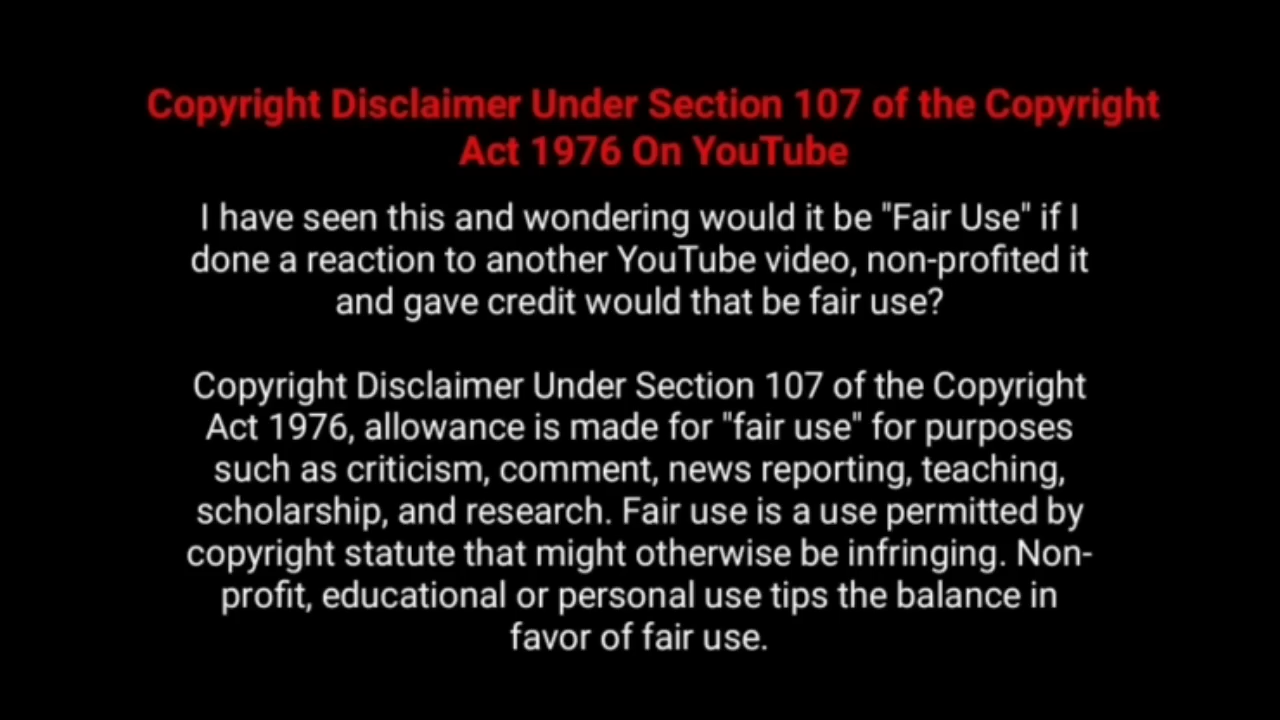 Copyright Disclaimer Under Section 107 of the Copyright
Act 1976 On YouTube
I have seen this and wondering would it be "Fair Use" if I
done a reaction to another YouTube video, non-profited it
and gave credit would that be fair use?
Copyright Disclaimer Under Section 107 of the Copyright
Act 1976, allowance is made for "fair use" for purposes
such as criticism, comment, news reporting, teaching,
scholarship, and research. Fair use is a use permitted by
copyright statute that might otherwise be infringing. Non-
profit, educational or personal use tips the balance in
favor of fair use.